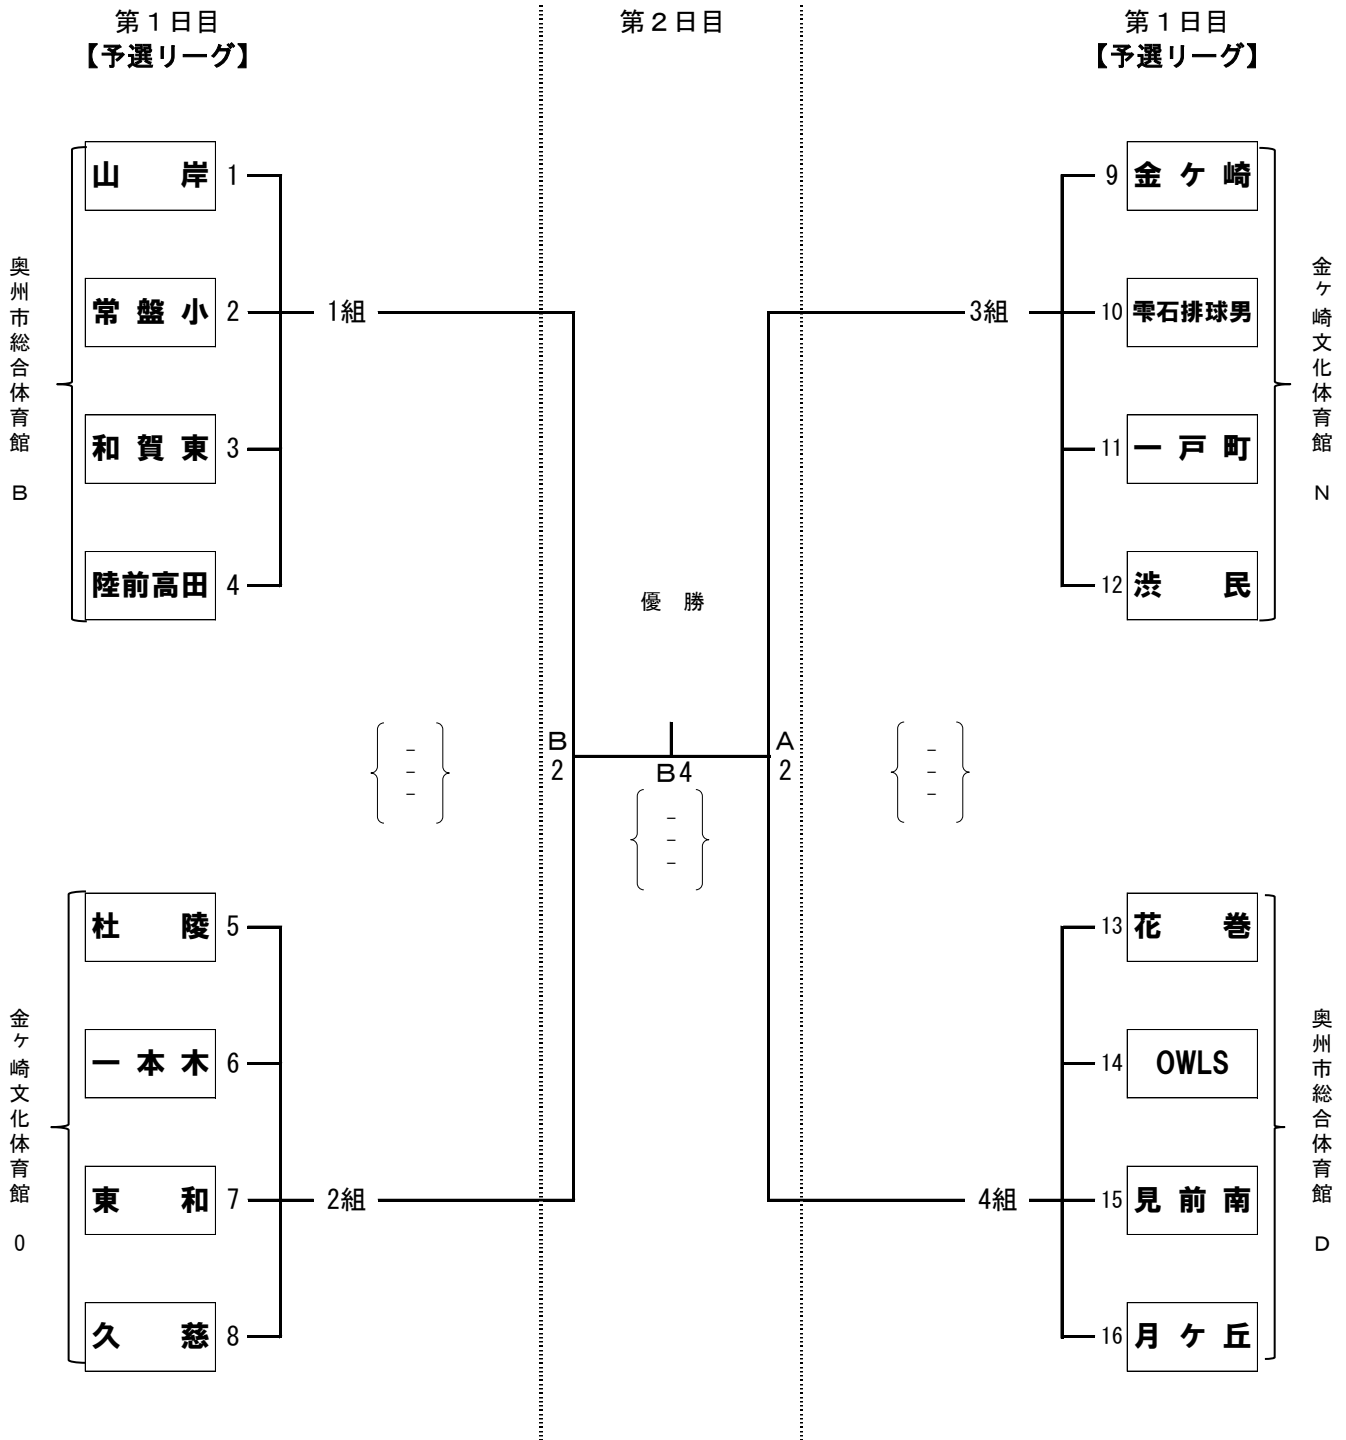 第1日目
【予選リーグ】
第2日目
第1日目
【予選リーグ】
奥州市総合体育館 B
山岸 1
常盤小 2
和賀東 3
陸前高田 4
1組
金ケ崎文化体育館 0
杜陵 5
一本木 6
東和 7
久慈 8
2組
優勝
B
2
B4
A
2
-
-
-
-
-
-
-
-
-
3組
9 金ケ崎
10 雫石排球男
11 一戸町
12 渋民
金ヶ崎文化体育館 N
4組
13 花巻
14 OWLS
15 見前南
16 月ケ丘
奥州市総合体育館 D